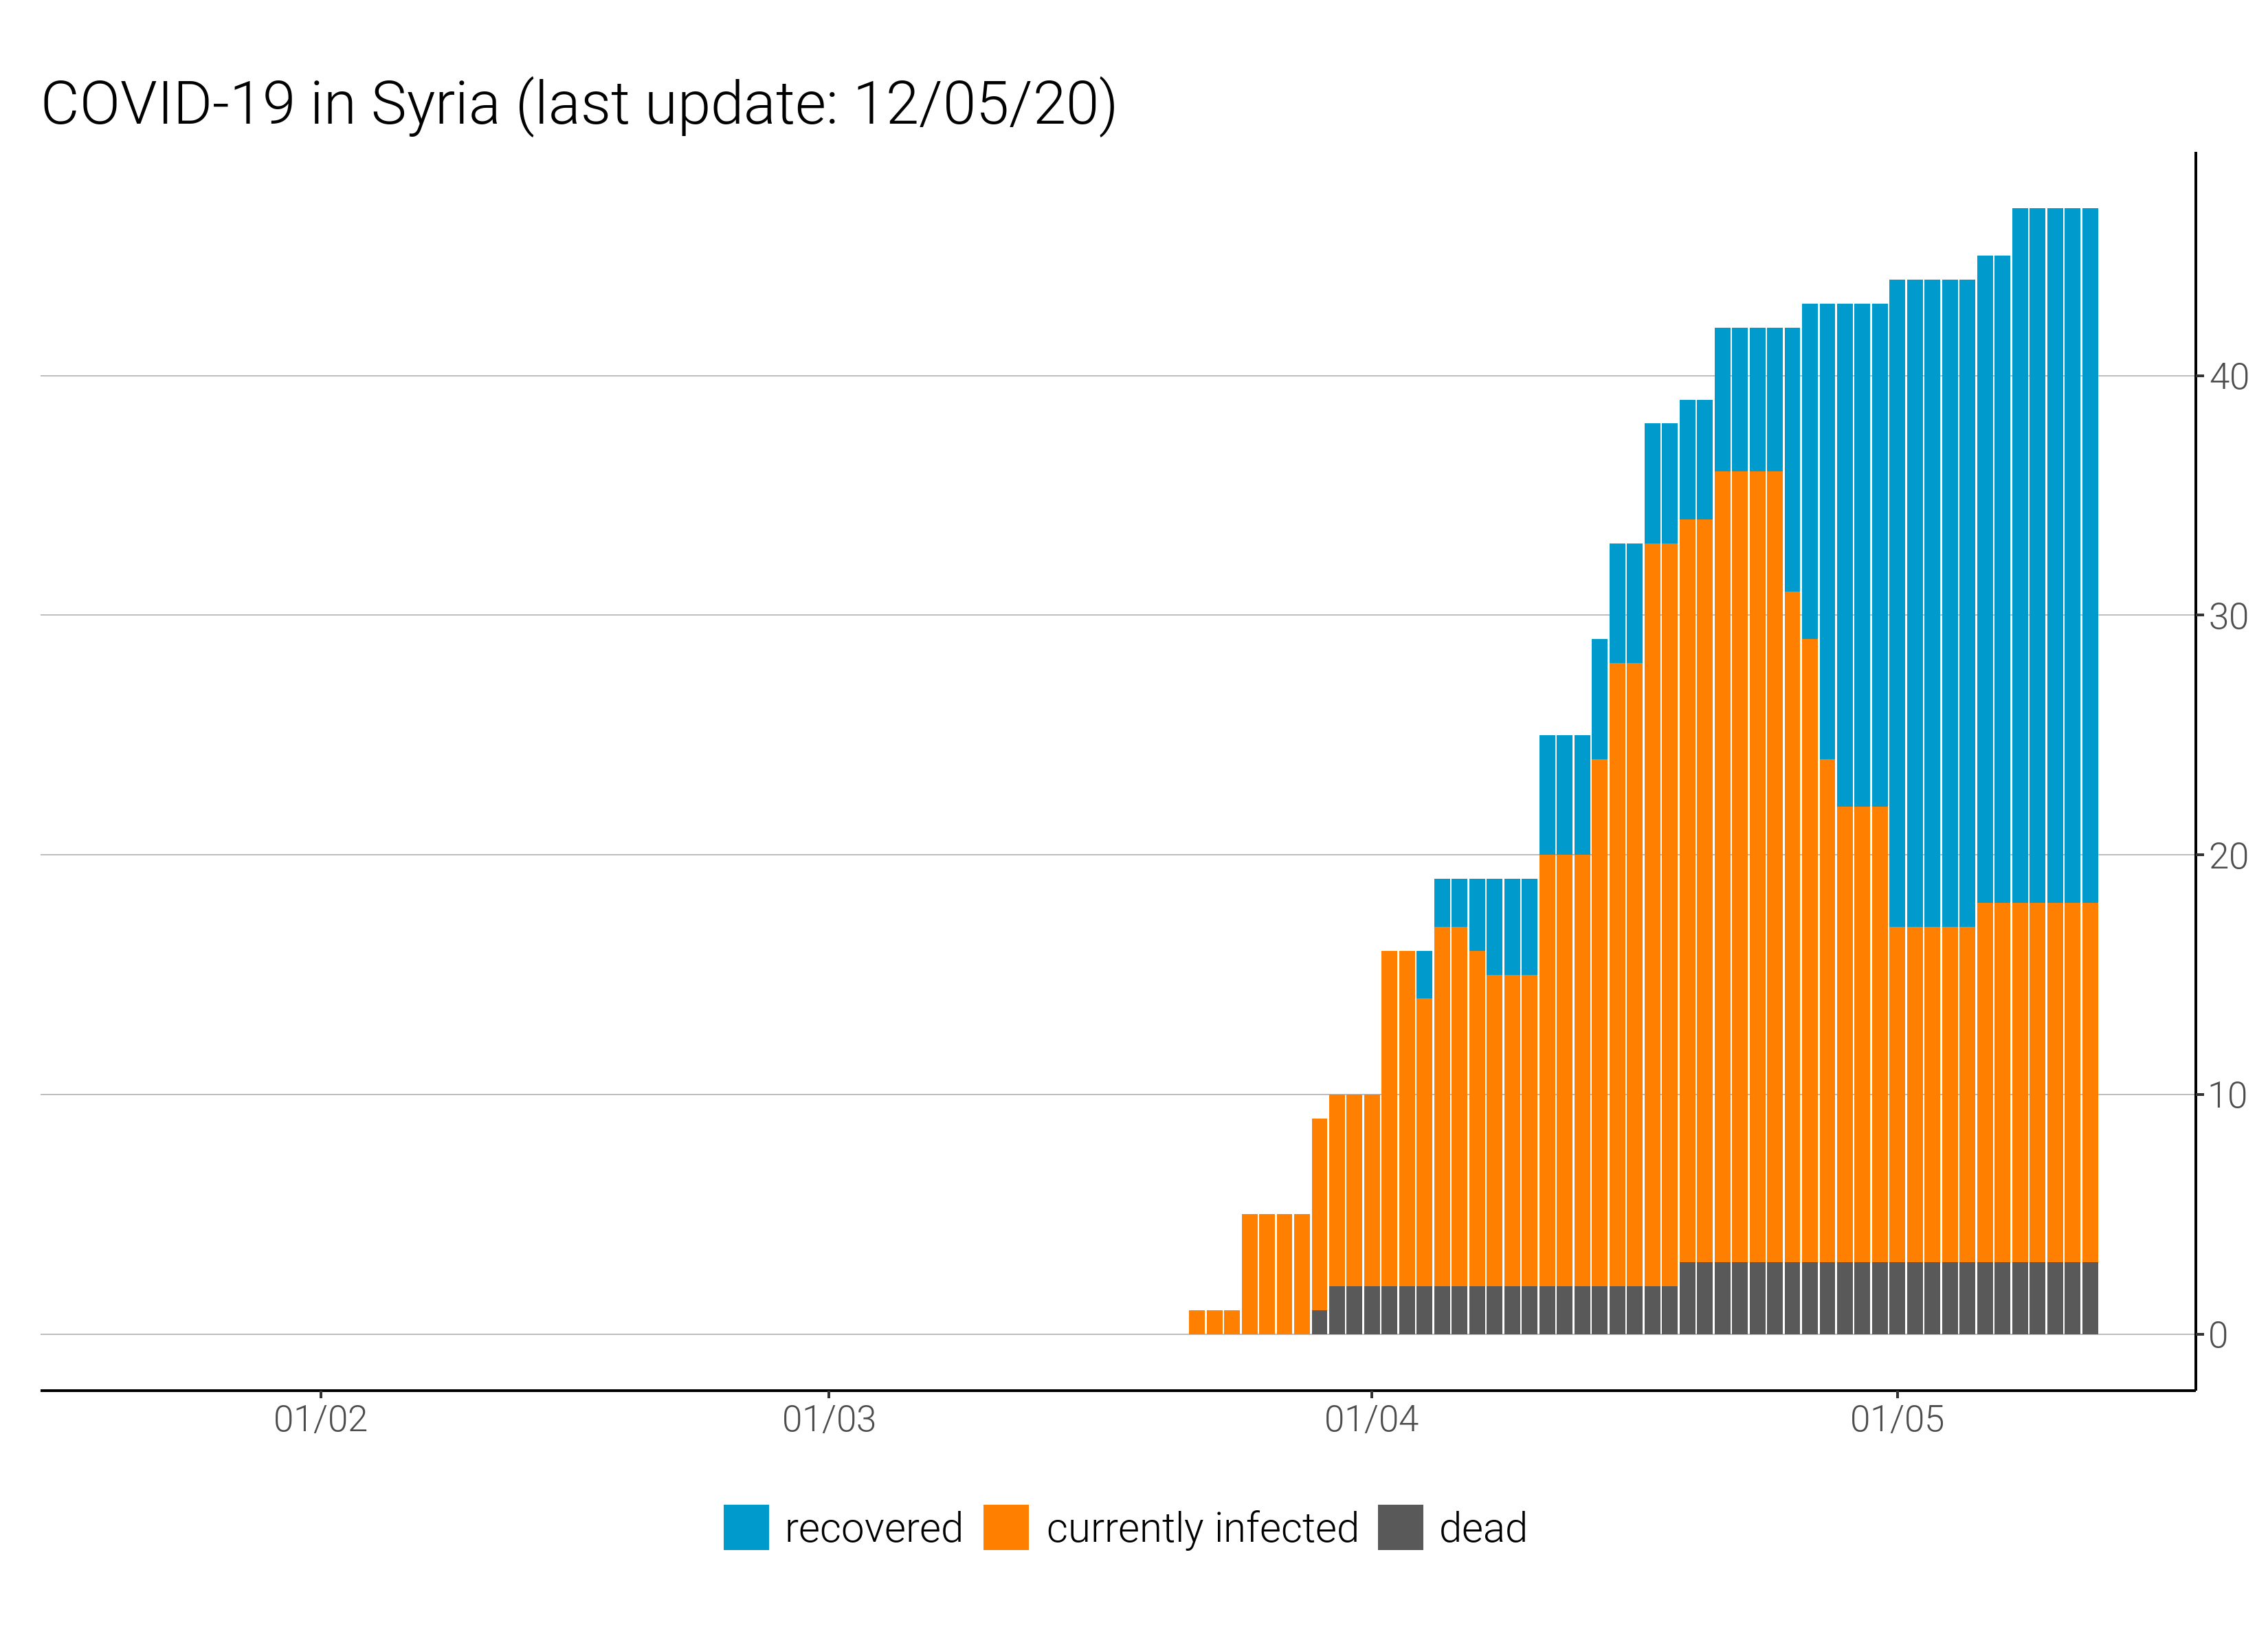 COVID-19 in Syria (last update: 12/05/20)
40
30
20
10
0
01/02 01/03 01/04 01/05
recovered currently infected dead